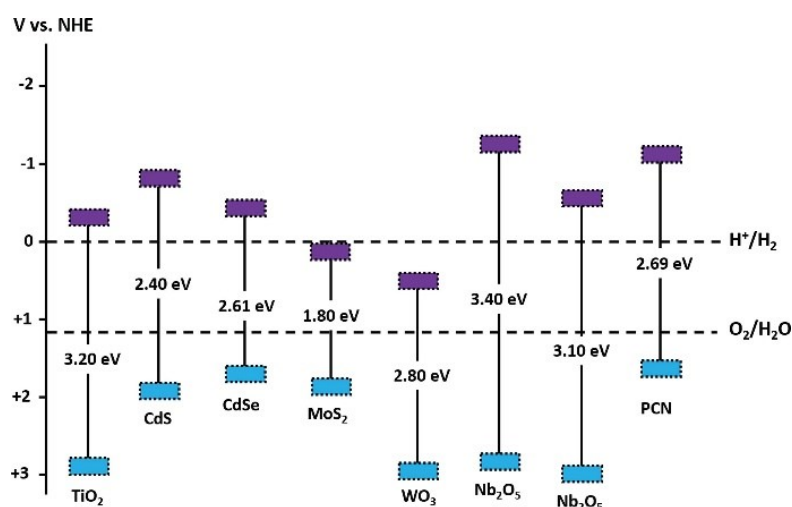 V vs. NHE
-2
-1
0
H⁺/H₂
2.40 eV
2.69 eV
2.61 eV
1.80 eV
3.40 eV
+1
O₂/H₂O
3.20 eV
2.80 eV
3.10 eV
+2
CdS
CdSe
MoS₂
PCN
+3
TiO₂
WO₃
Nb₂O₅
Nb₂O₅